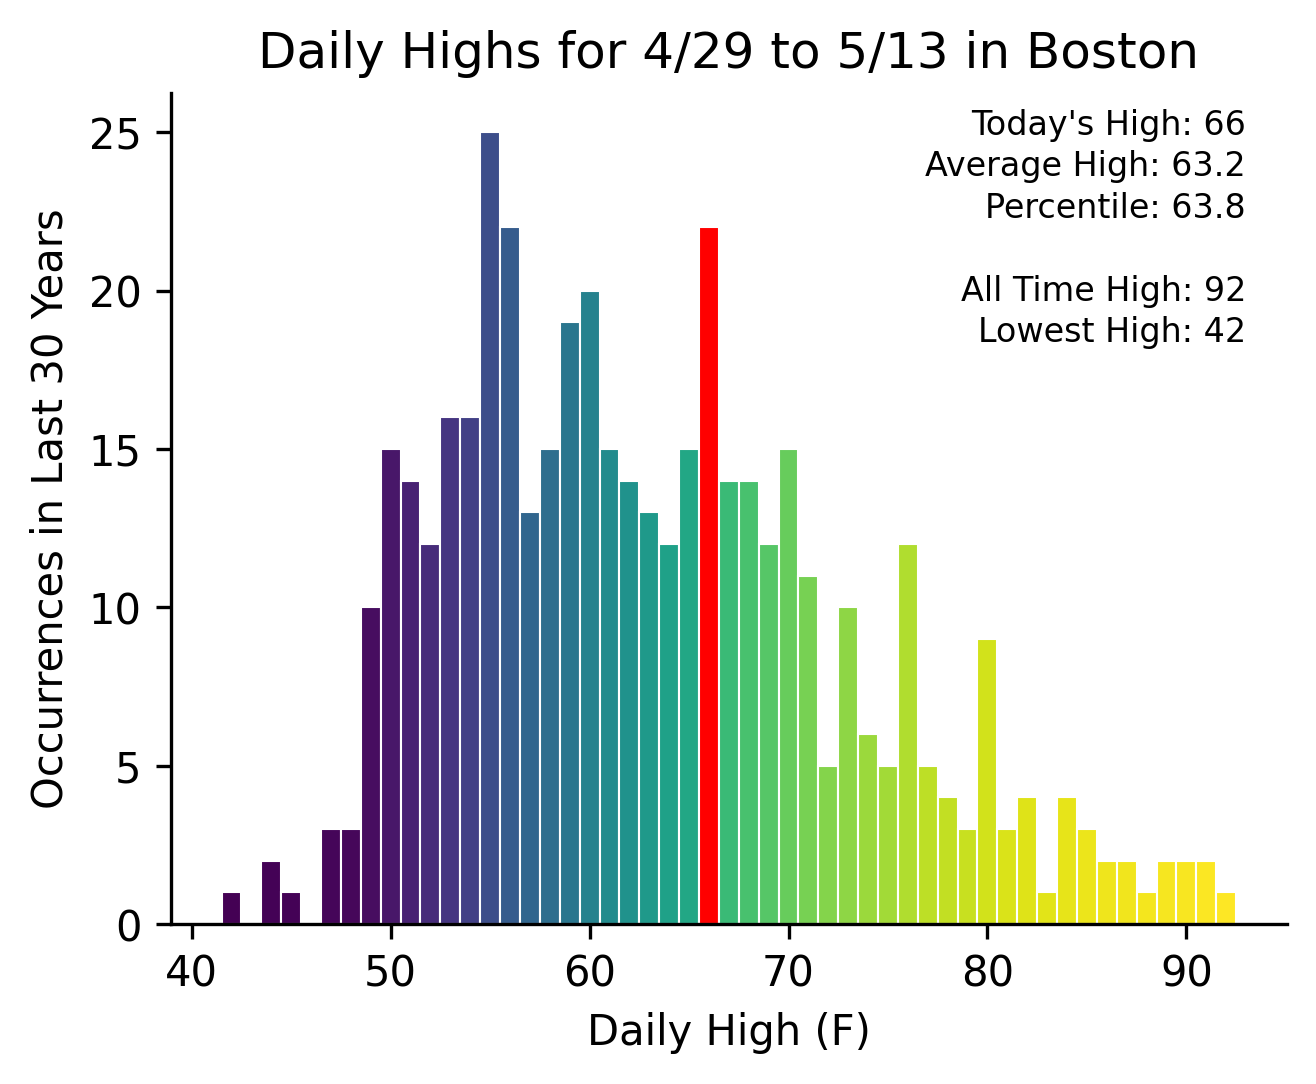 Daily Highs for 4/29 to 5/13 in Boston
Today's High: 66
Average High: 63.2
Percentile: 63.8
All Time High: 92
Lowest High: 42
Occurrences in Last 30 Years
25
20
15
10
5
0
40 50 60 70 80 90
Daily High (F)